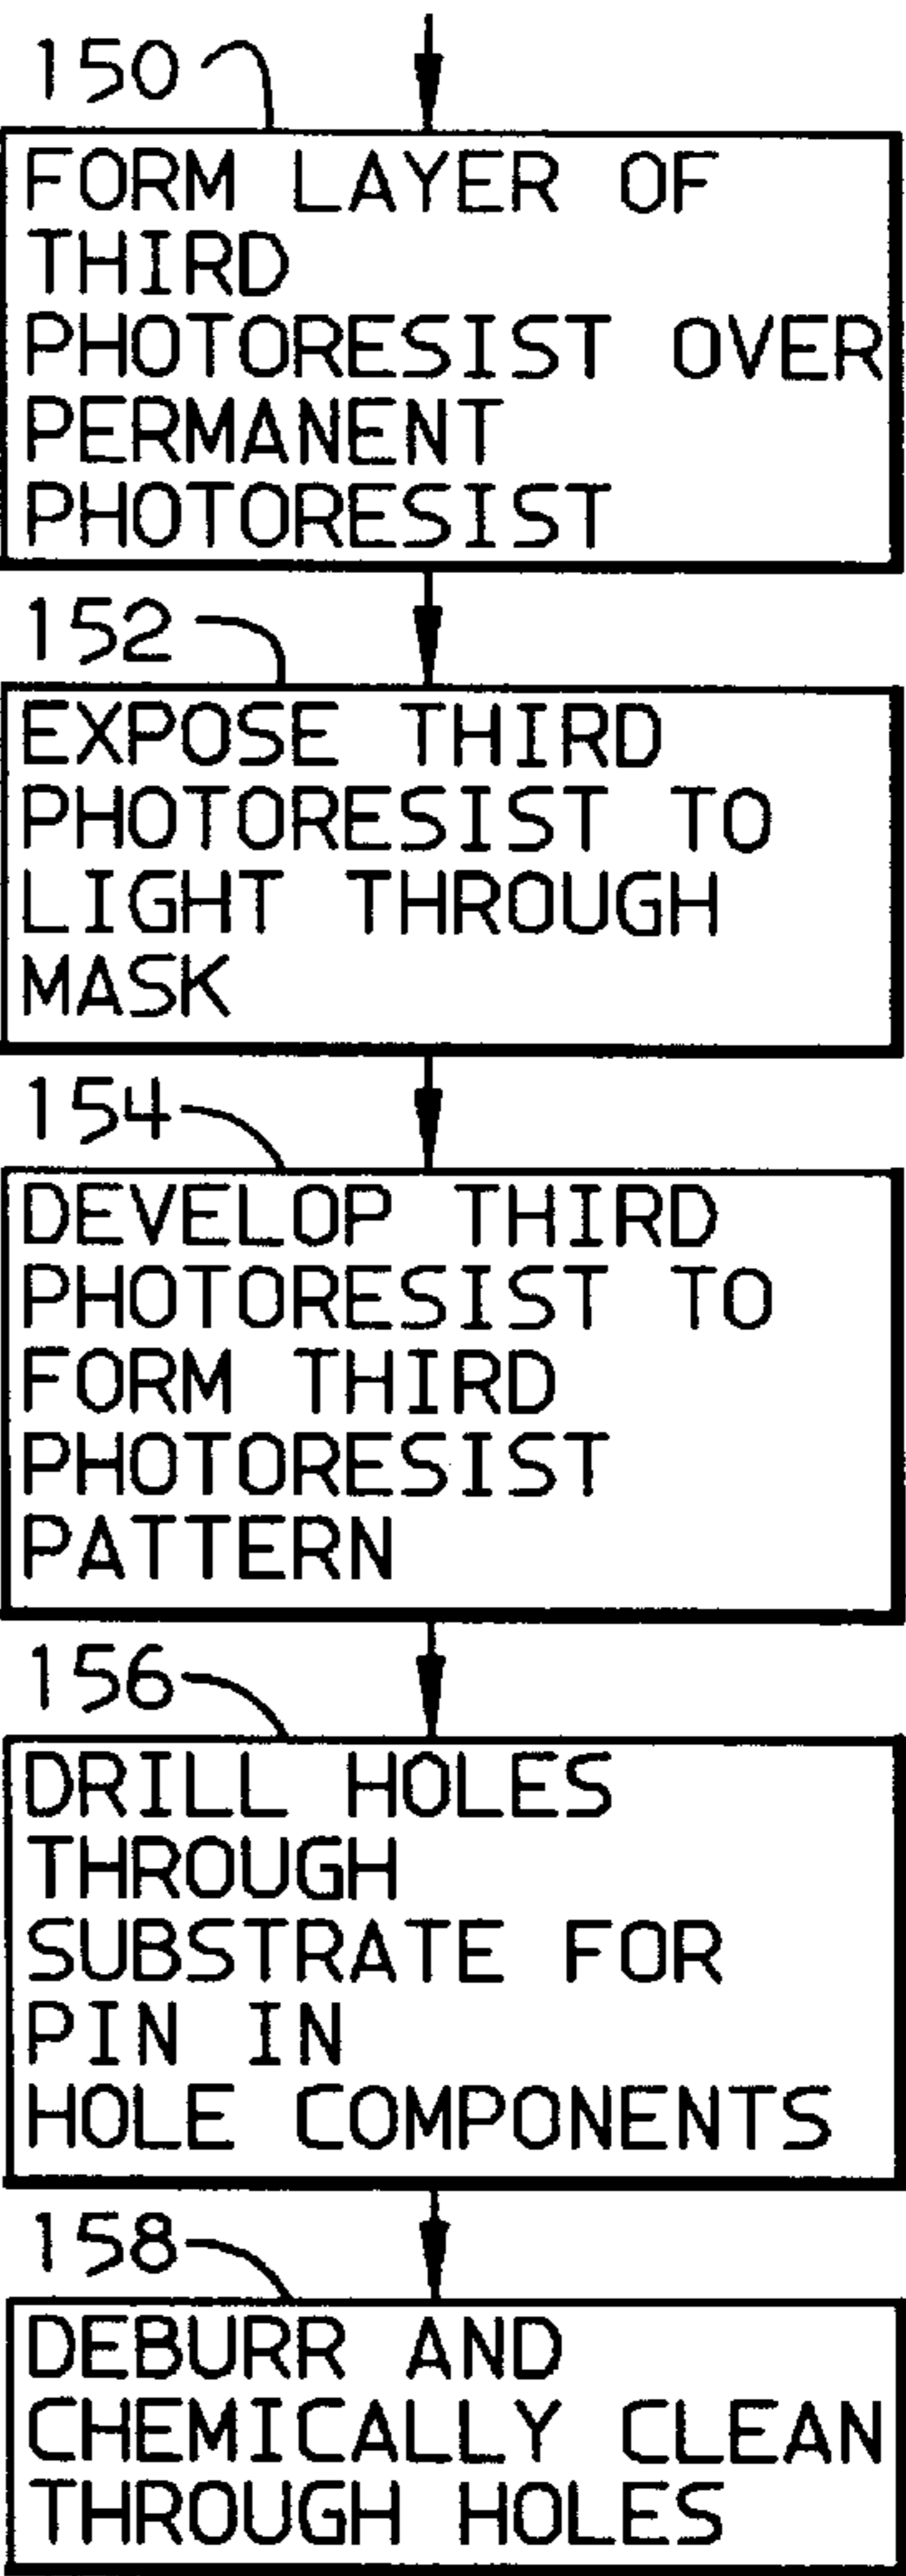 150
FORM LAYER OF
THIRD
PHOTORESIST OVER
PERMANENT
PHOTORESIST
152
EXPOSE THIRD
PHOTORESIST TO
LIGHT THROUGH
MASK
154
DEVELOP THIRD
PHOTORESIST TO
FORM THIRD
PHOTORESIST
PATTERN
156
DRILL HOLES
THROUGH
SUBSTRATE FOR
PIN IN
HOLE COMPONENTS
158
DEBURR AND
CHEMICALLY CLEAN
THROUGH HOLES